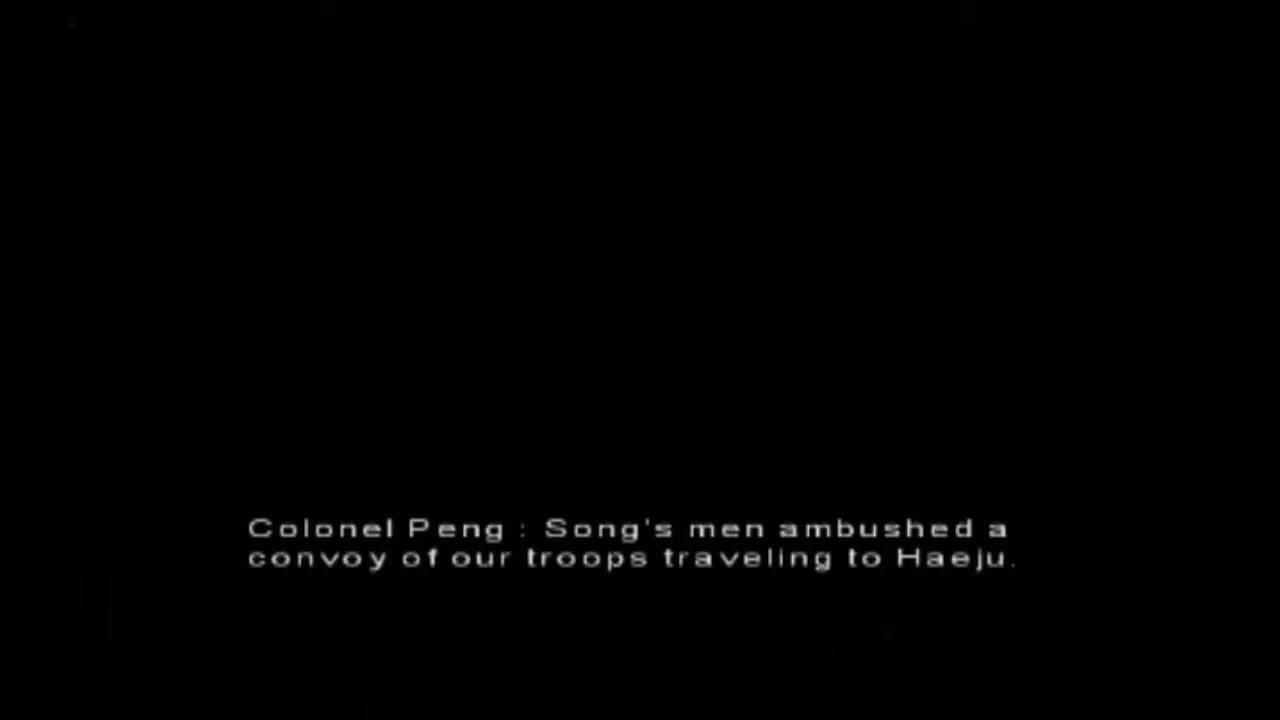 Colonel Peng : Song's men ambushed a
convoy of our troops traveling to Haeju.